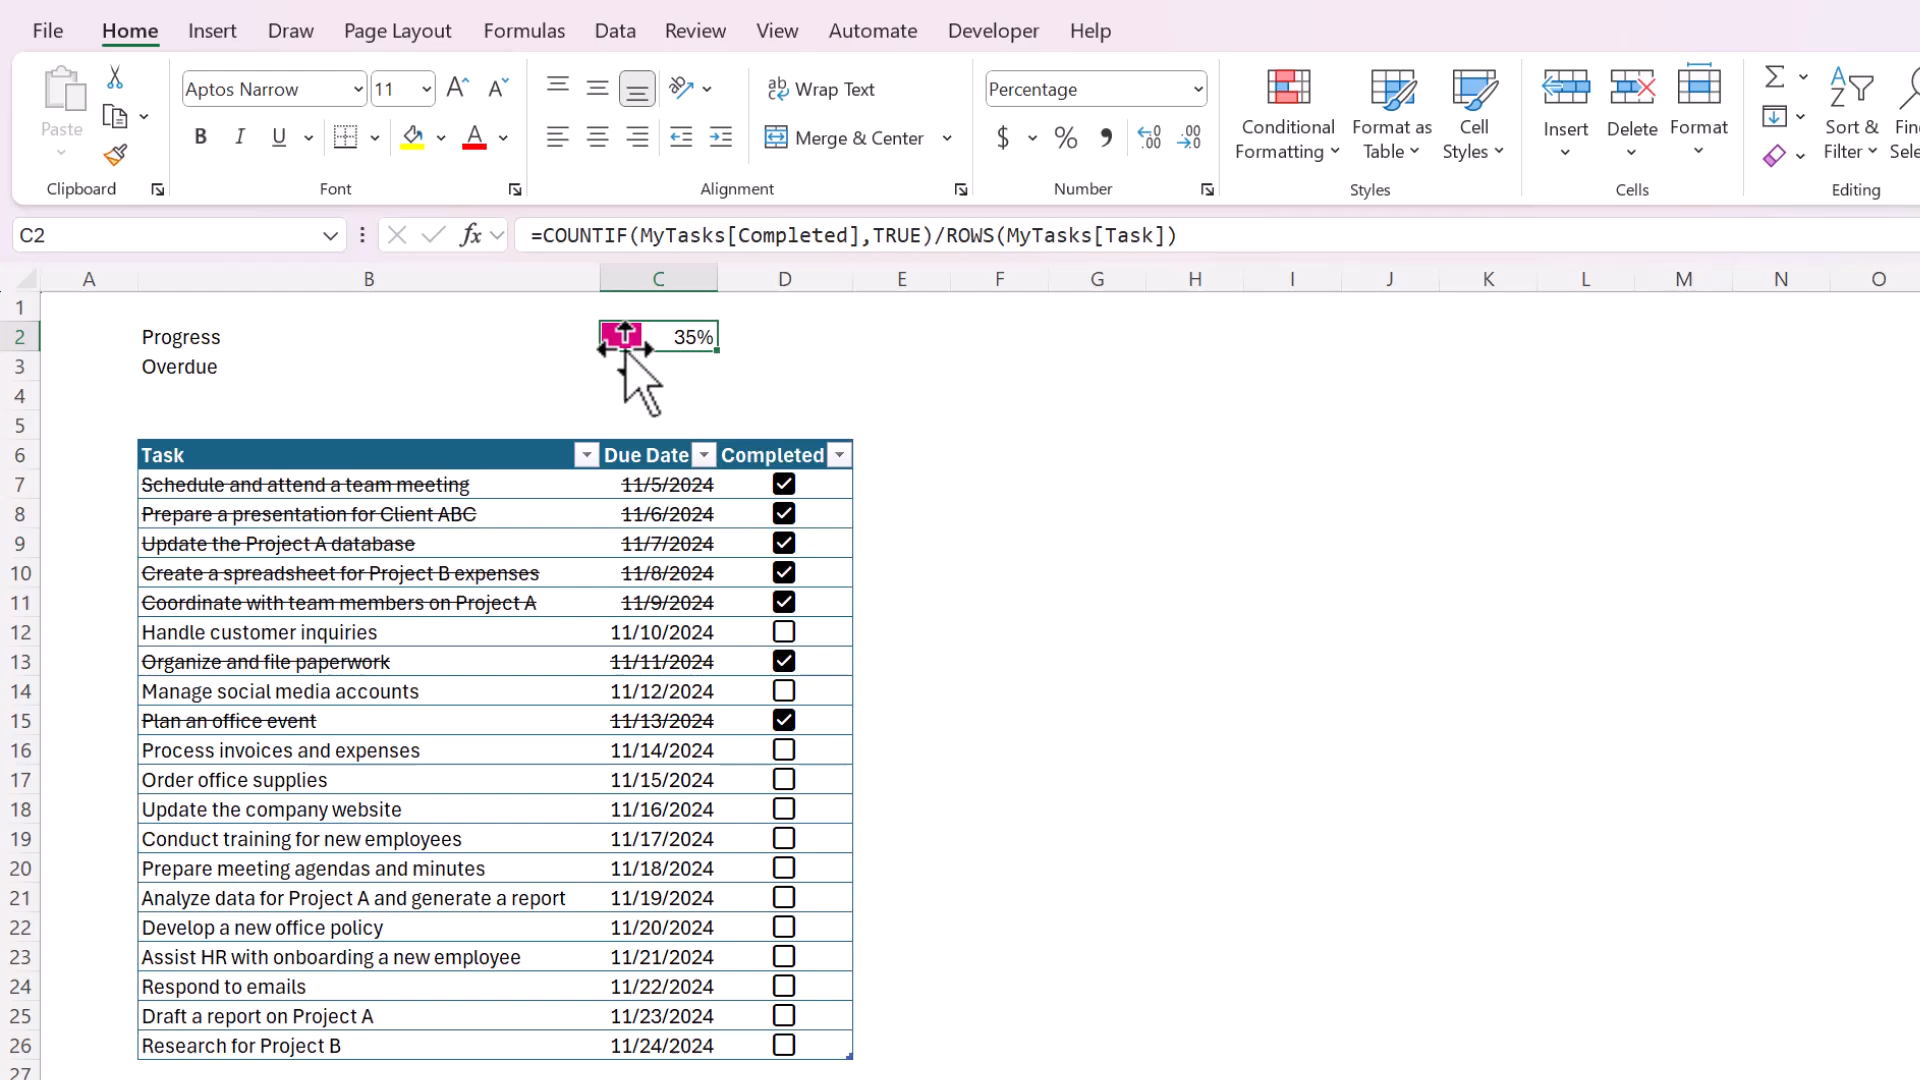 File Home Insert Draw Page Layout Formulas Data Review View Automate Developer Help
Aptos Narrow 11 Wrap Text Percentage
Paste B I U A Merge & Center $ % Conditional Formatting Format as Table Cell Styles Insert Delete Format Sort & Filter
Clipboard Font Alignment Number Styles Cells Editing
C2 fx =COUNTIF(MyTasks[Completed],TRUE)/ROWS(MyTasks[Task])
A B C D E F G H I J K L M N O
1
2 Progress 35%
3 Overdue
4
5
6 Task Due Date Completed
7 Schedule and attend a team meeting 11/5/2024
8 Prepare a presentation for Client ABC 11/6/2024
9 Update the Project A database 11/7/2024
10 Create a spreadsheet for Project B expenses 11/8/2024
11 Coordinate with team members on Project A 11/9/2024
12 Handle customer inquiries 11/10/2024
13 Organize and file paperwork 11/11/2024
14 Manage social media accounts 11/12/2024
15 Plan an office event 11/13/2024
16 Process invoices and expenses 11/14/2024
17 Order office supplies 11/15/2024
18 Update the company website 11/16/2024
19 Conduct training for new employees 11/17/2024
20 Prepare meeting agendas and minutes 11/18/2024
21 Analyze data for Project A and generate a report 11/19/2024
22 Develop a new office policy 11/20/2024
23 Assist HR with onboarding a new employee 11/21/2024
24 Respond to emails 11/22/2024
25 Draft a report on Project A 11/23/2024
26 Research for Project B 11/24/2024
27